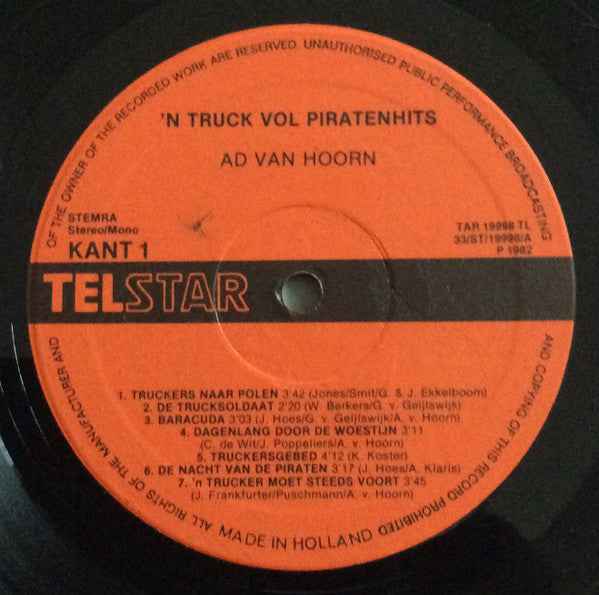 ALL RIGHTS OF THE MANUFACTURER AND OF THE OWNER OF THE RECORDED WORK ARE RESERVED. UNAUTHORISED PUBLIC PERFORMANCE BROADCASTING AND COPYING OF THIS RECORD PROHIBITED
'N TRUCK VOL PIRATENHITS
AD VAN HOORN
STEMRA
Stereo/Mono
KANT 1
TAR 19998 TL
33/ST/19998/A
P 1982
TELSTAR
1. TRUCKERS NAAR POLEN 3'42 (Jones/Smit/G. & J. Ekkelboom)
2. DE TRUCKSOLDAAT 2'20 (W. Berkers/G. v. Geijtswijk)
3. BARACUDA 3'03 (J. Hoes/G. v. Geijtswijk/A. v. Hoorn)
4. DAGENLANG DOOR DE WOESTIJN 3'11
(C. de Wit/J. Poppeliers/A. v. Hoorn)
5. TRUCKERSGEBED 4'12 (K. Koster)
6. DE NACHT VAN DE PIRATEN 3'17 (J. Hoes/A. Klaris)
7. 'n TRUCKER MOET STEEDS VOORT 3'45
(J. Frankfurter/Puschmann/A. v. Hoorn)
MADE IN HOLLAND